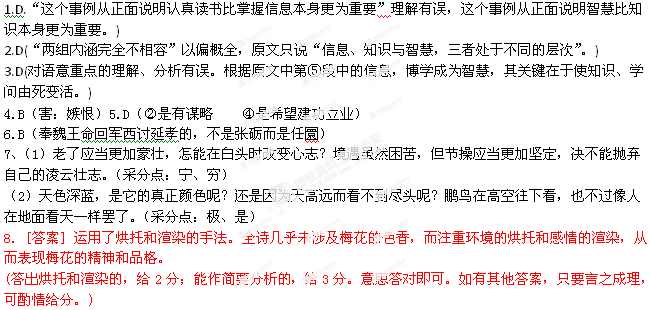 1.D.“这个事例从正面说明认真读书比掌握信息本身更为重要”理解有误，这个事例从正面说明智慧比知
识本身更为重要。)
2.D(“两组内涵完全不相容”以偏概全，原文只说“信息、知识与智慧，三者处于不同的层次”。)
3.D(对语意重点的理解、分析有误。根据原文中第⑤段中的信息，博学成为智慧，其关键在于使知识、学
问由死变活。)
4.B（害：嫉恨）5.D（②是有谋略 ④是希望建功立业）
6.B（奉魏王命回军西讨延孝的，不是张砺而是任圜）
7、（1）老了应当更加豪壮，怎能在白头时改变心志？境遇虽然困苦，但节操应当更加坚定，决不能抛弃
自己的凌云壮志。（采分点：宁、穷）
（2）天色深蓝，是它的真正颜色呢？还是因为天高远而看不到尽头呢？鹏鸟在高空往下看，也不过像人
在地面看天一样罢了。（采分点：极、是）
8．[答案] 运用了烘托和渲染的手法。全诗几乎未涉及梅花的色香，而注重环境的烘托和感情的渲染，从
而表现梅花的精神和品格。
(答出烘托和渲染的，给 2 分；能作简要分析的，给 3 分。意思答对即可。如有其他答案，只要言之成理，
可酌情给分。)